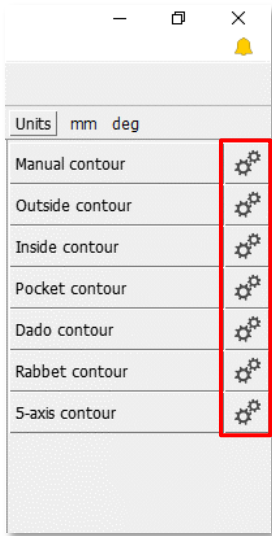 Units mm deg
Manual contour
Outside contour
Inside contour
Pocket contour
Dado contour
Rabbet contour
5-axis contour